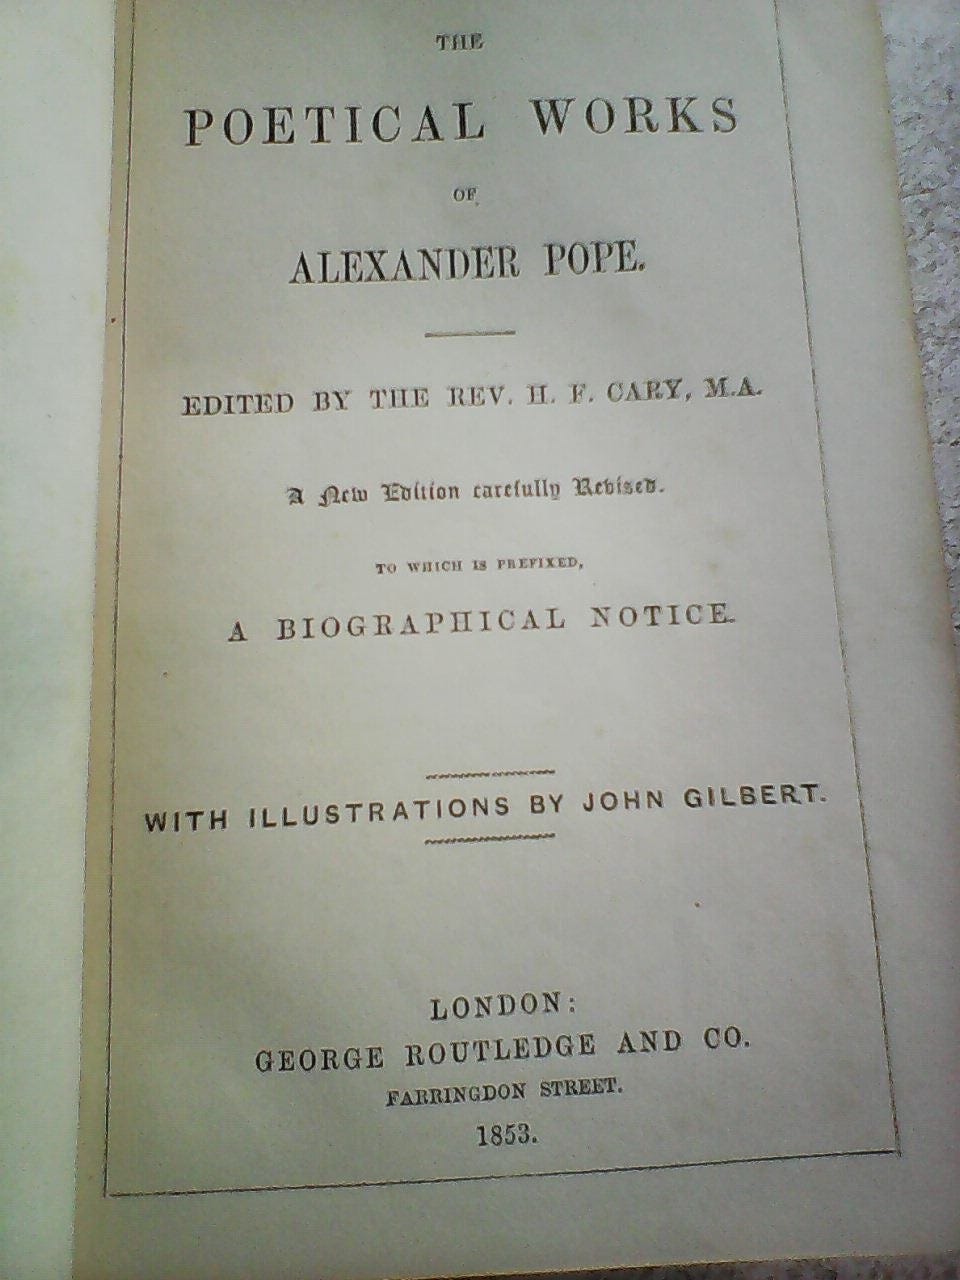 THE
POETICAL WORKS
OF
ALEXANDER POPE.
EDITED BY THE REV. H. F. CARY, M.A.
A New Edition carefully Revised.
TO WHICH IS PREFIXED,
A BIOGRAPHICAL NOTICE.
WITH ILLUSTRATIONS BY JOHN GILBERT.
LONDON:
GEORGE ROUTLEDGE AND CO.
FARRINGDON STREET.
1853.